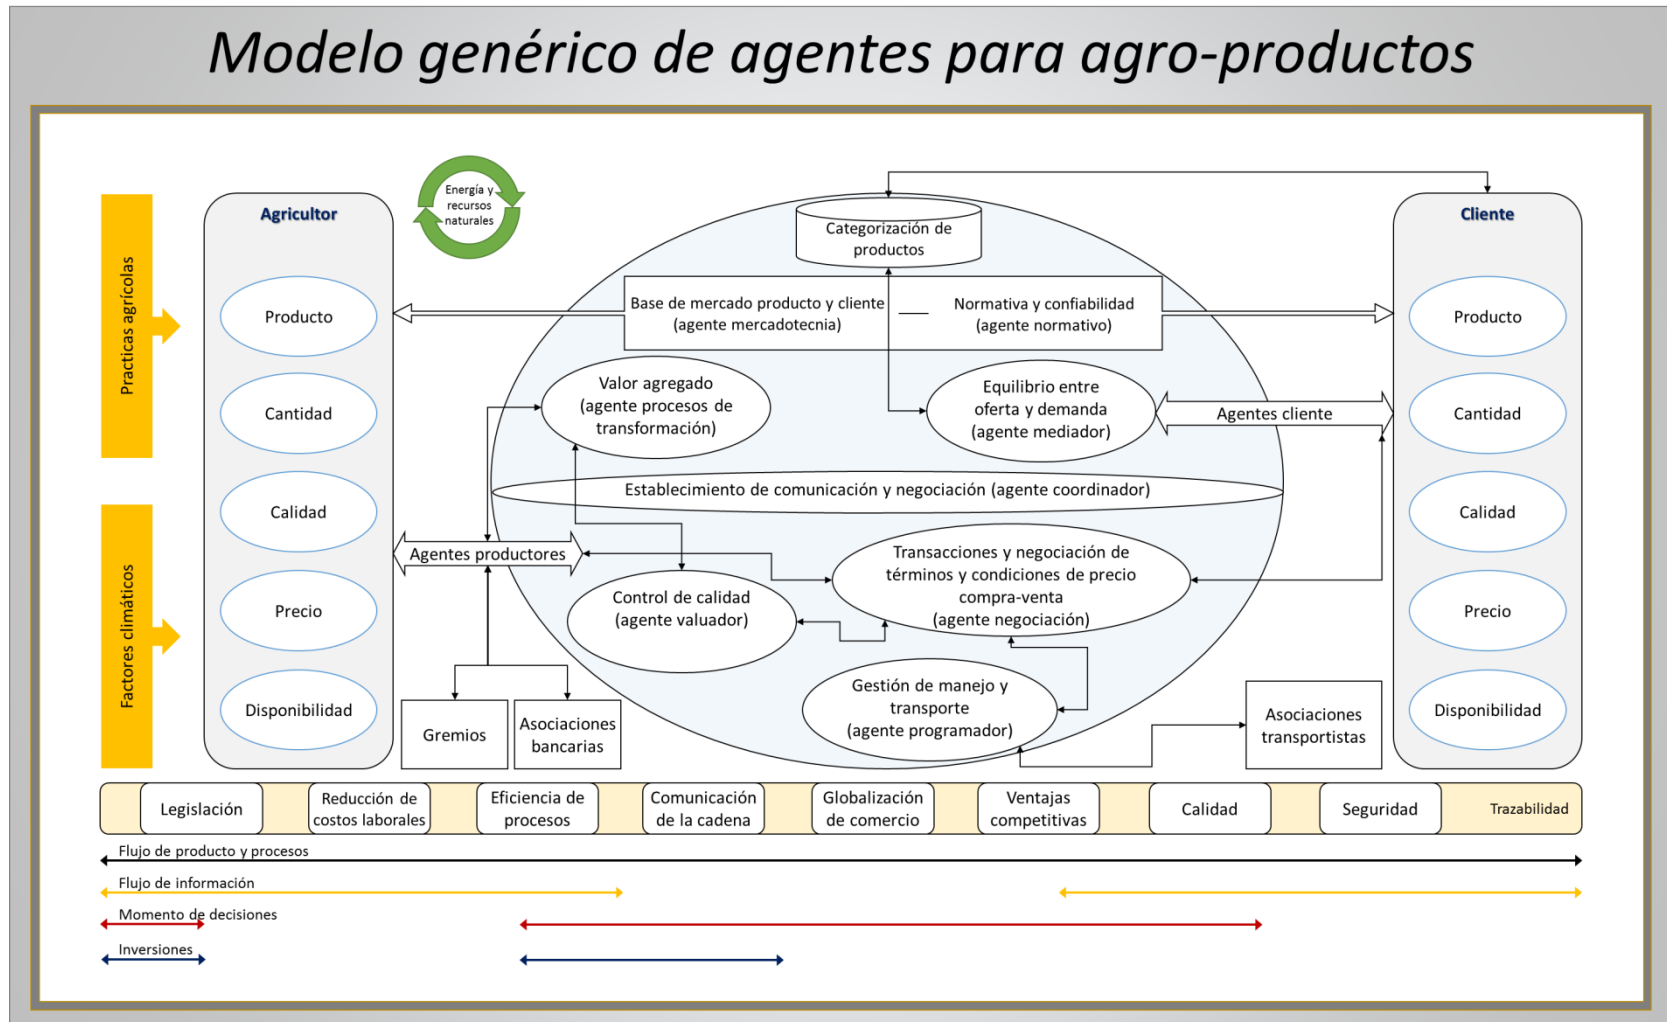 Modelo genérico de agentes para agro-productos
Practicas agrícolas
Factores climáticos
Agricultor
Producto
Cantidad
Calidad
Precio
Disponibilidad
Energía y
recursos
naturales
Categorización de
productos
Base de mercado producto y cliente
(agente mercadotecnia)
Normativa y confiabilidad
(agente normativo)
Valor agregado
(agente procesos de
transformación)
Equilibrio entre
oferta y demanda
(agente mediador)
Agentes cliente
Establecimiento de comunicación y negociación (agente coordinador)
Agentes productores
Transacciones y negociación de
términos y condiciones de precio
compra-venta
(agente negociación)
Control de calidad
(agente valuador)
Gestión de manejo y
transporte
(agente programador)
Gremios
Asociaciones
bancarias
Asociaciones
transportistas
Cliente
Producto
Cantidad
Calidad
Precio
Disponibilidad
Legislación
Reducción de
costos laborales
Eficiencia de
procesos
Comunicación
de la cadena
Globalización
de comercio
Ventajas
competitivas
Calidad
Seguridad
Trazabilidad
Flujo de producto y procesos
Flujo de información
Momento de decisiones
Inversiones